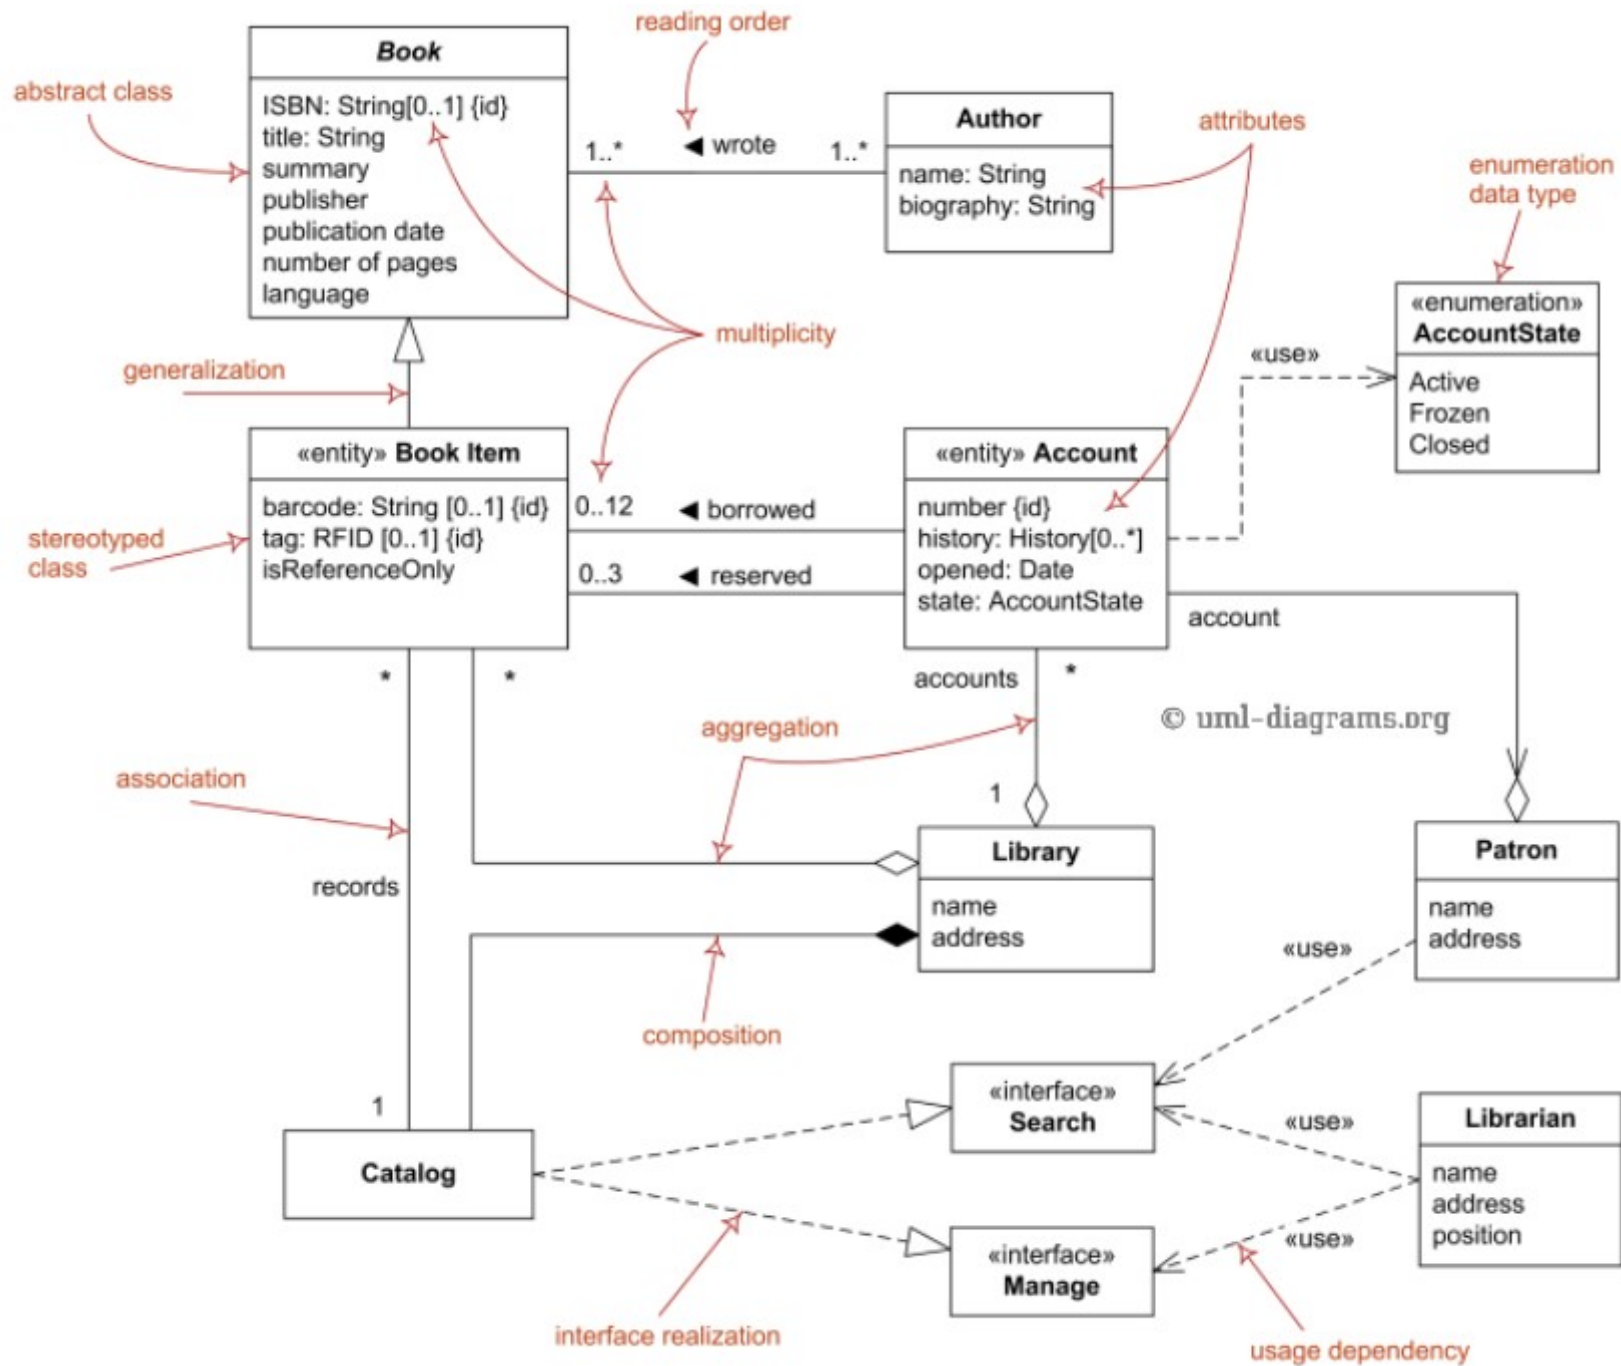 reading order
Book
abstract class
ISBN: String[0..1] {id}
title: String
summary
publisher
publication date
number of pages
language
1..*
◄ wrote
1..*
Author
name: String
biography: String
attributes
enumeration
data type
«enumeration»
AccountState
Active
Frozen
Closed
multiplicity
generalization
«use»
«entity» Book Item
barcode: String [0..1] {id}
tag: RFID [0..1] {id}
isReferenceOnly
stereotyped
class
0..12
◄ borrowed
0..3
◄ reserved
«entity» Account
number {id}
history: History[0..*]
opened: Date
state: AccountState
account
*
*
accounts
*
© uml-diagrams.org
aggregation
association
1
records
Library
name
address
Patron
name
address
composition
«use»
1
Catalog
«interface»
Search
«use»
Librarian
name
address
position
«interface»
Manage
«use»
interface realization
usage dependency